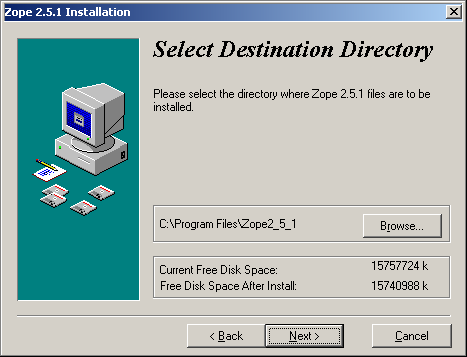 Zope 2.5.1 Installation
Select Destination Directory
Please select the directory where Zope 2.5.1 files are to be
installed.
C:\Program Files\Zope2_5_1
Browse...
Current Free Disk Space: 15757724 k
Free Disk Space After Install: 15740988 k
< Back
Next >
Cancel